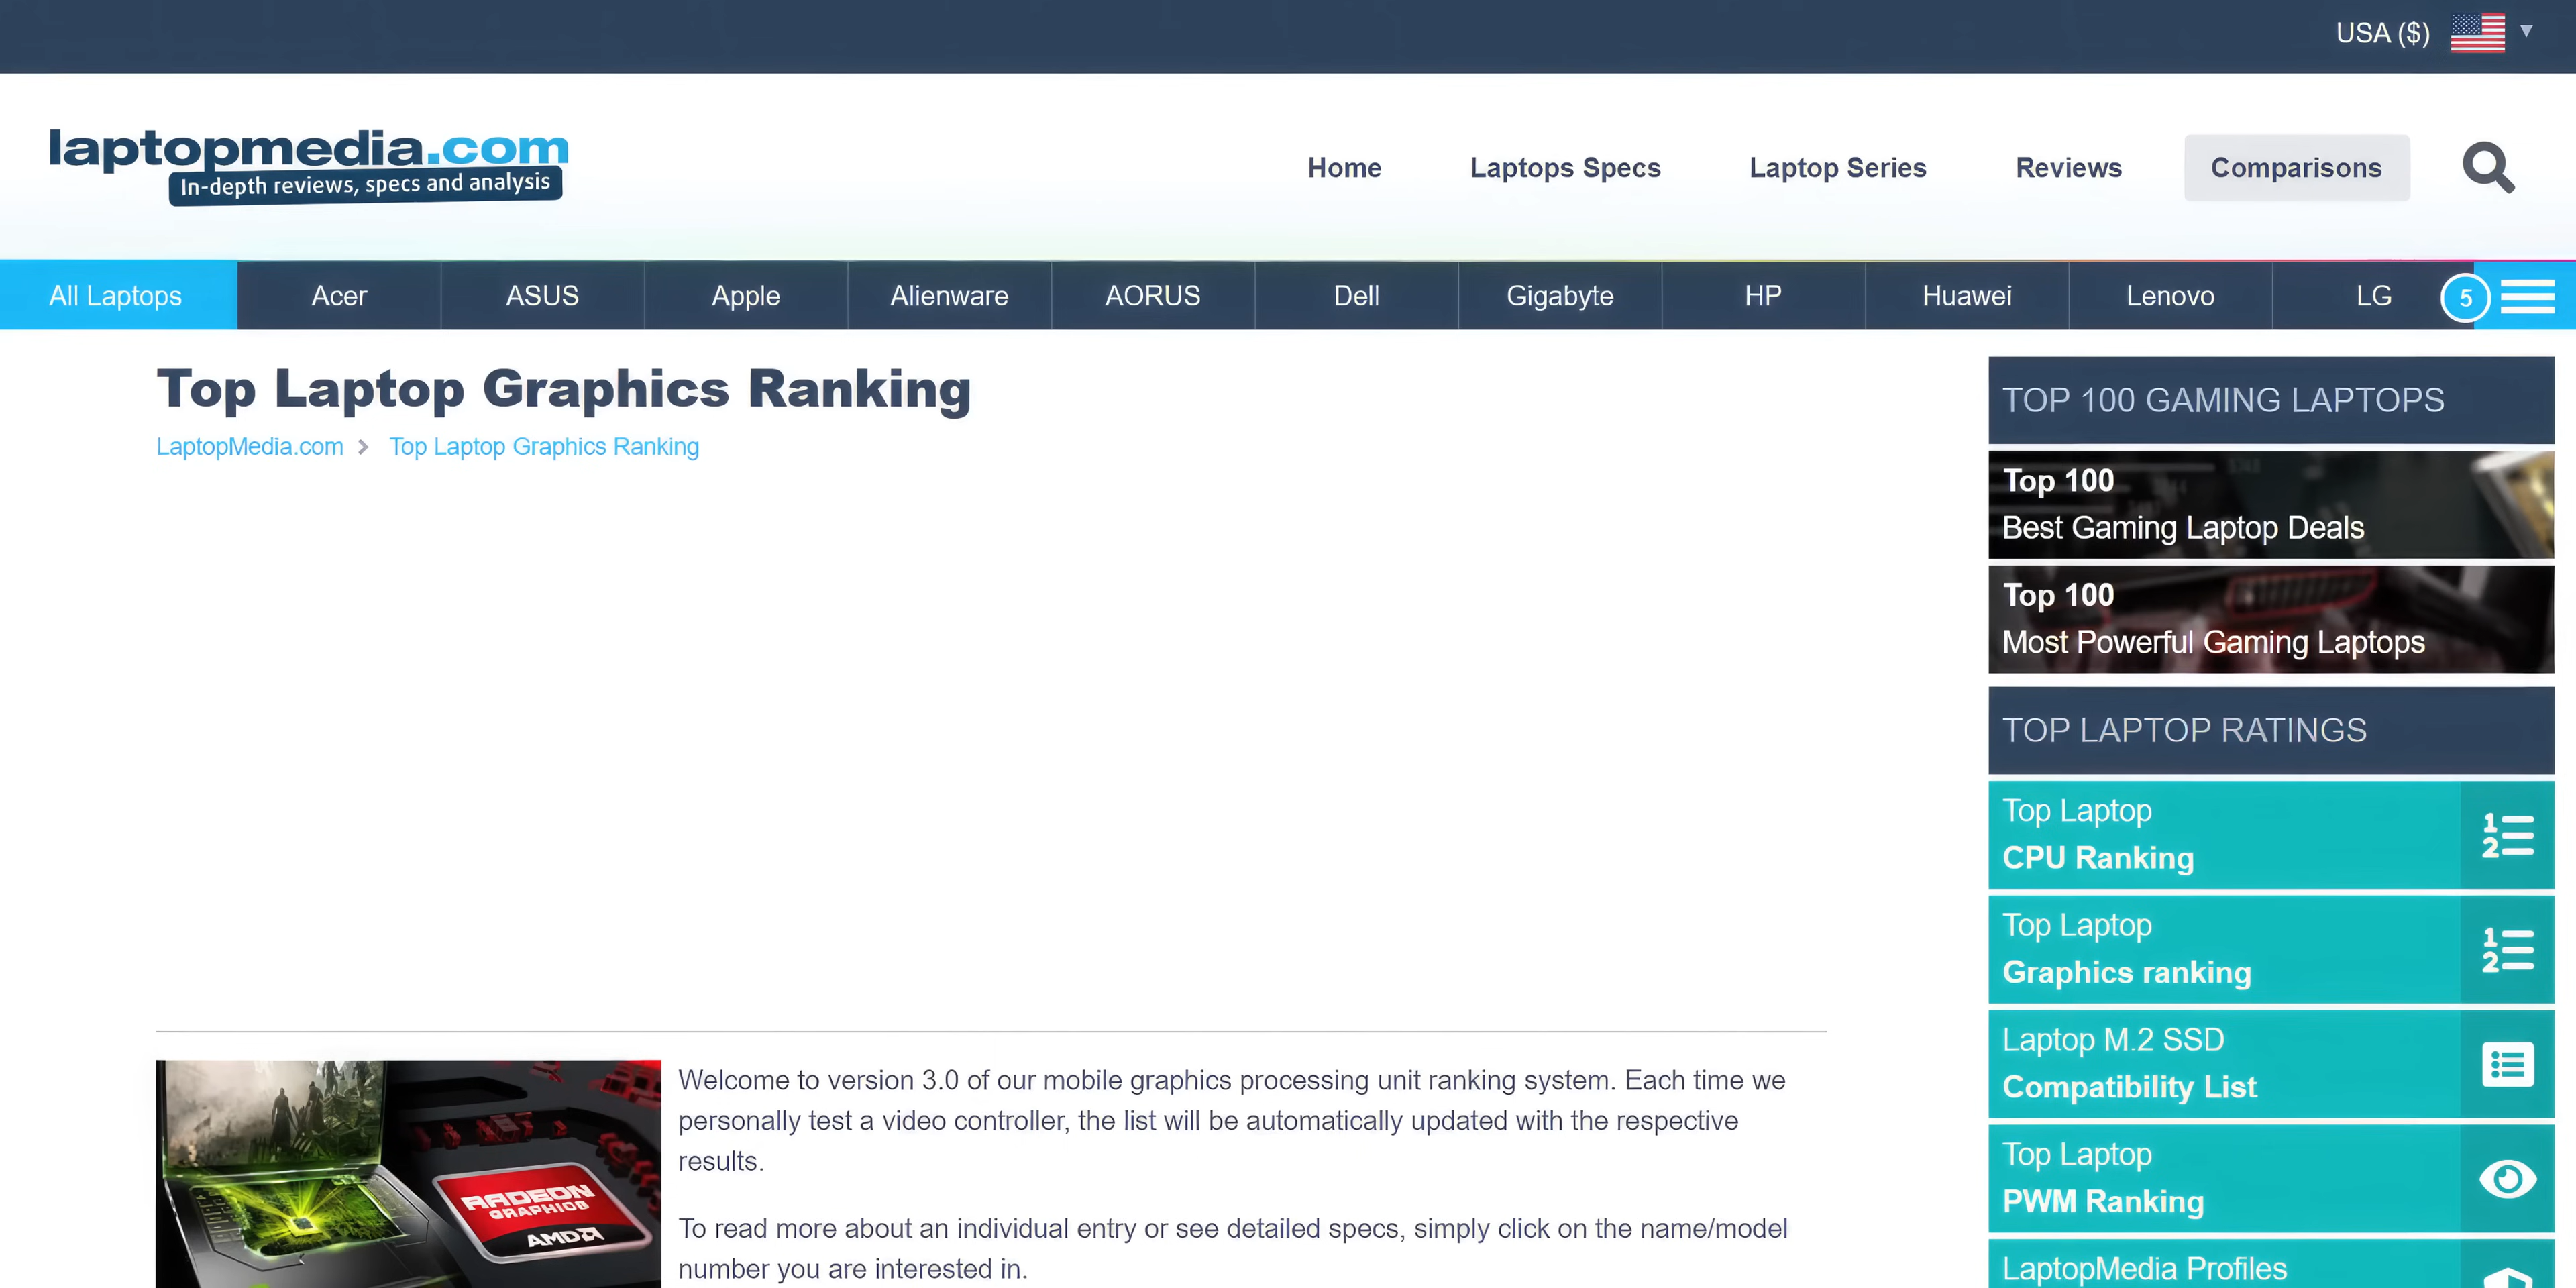 USA ($)
laptopmedia.com
In-depth reviews, specs and analysis
Home
Laptops Specs
Laptop Series
Reviews
Comparisons
All Laptops
Acer
ASUS
Apple
Alienware
AORUS
Dell
Gigabyte
HP
Huawei
Lenovo
LG
5
Top Laptop Graphics Ranking
LaptopMedia.com > Top Laptop Graphics Ranking
TOP 100 GAMING LAPTOPS
Top 100
Best Gaming Laptop Deals
Top 100
Most Powerful Gaming Laptops
TOP LAPTOP RATINGS
Top Laptop
CPU Ranking
Top Laptop
Graphics ranking
Laptop M.2 SSD
Compatibility List
Top Laptop
PWM Ranking
LaptopMedia Profiles
RADEON
GRAPHICS
AMD
Welcome to version 3.0 of our mobile graphics processing unit ranking system. Each time we
personally test a video controller, the list will be automatically updated with the respective
results.
To read more about an individual entry or see detailed specs, simply click on the name/model
number you are interested in.